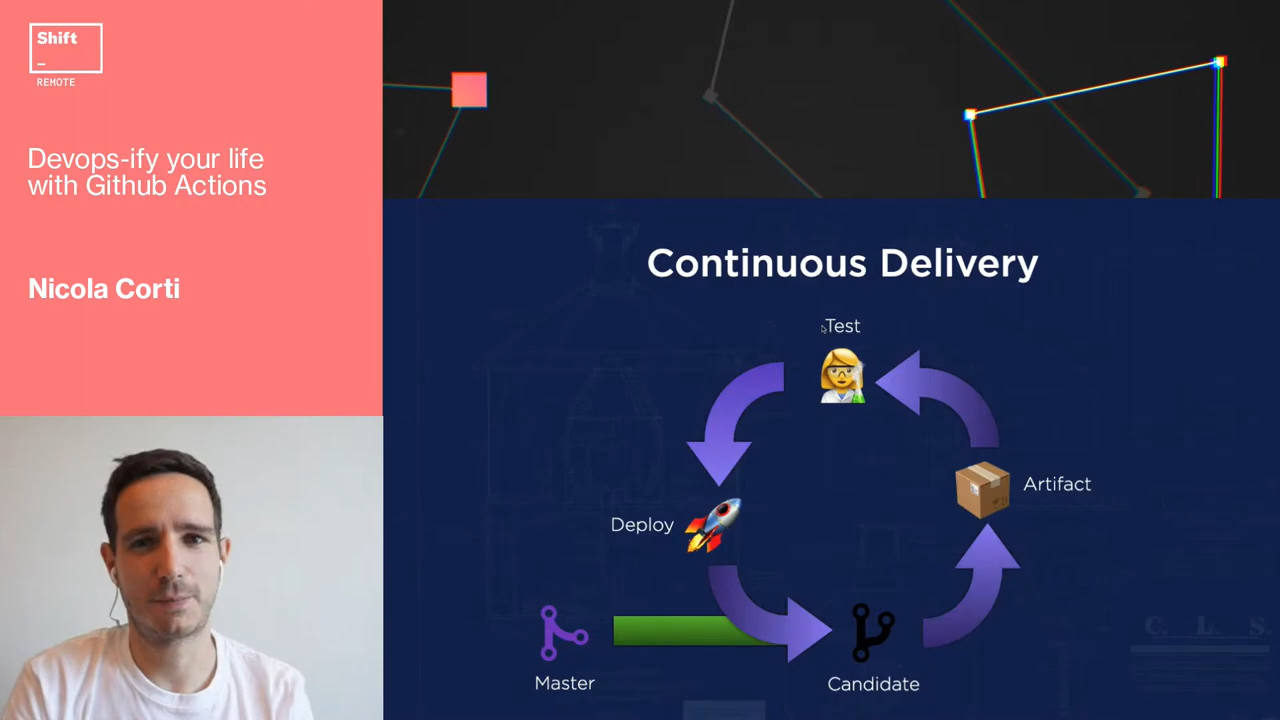 Shift
_
REMOTE
Devops-ify your life
with Github Actions
Nicola Corti
Continuous Delivery
Test
Artifact
Deploy
Master
Candidate
C. L. S.